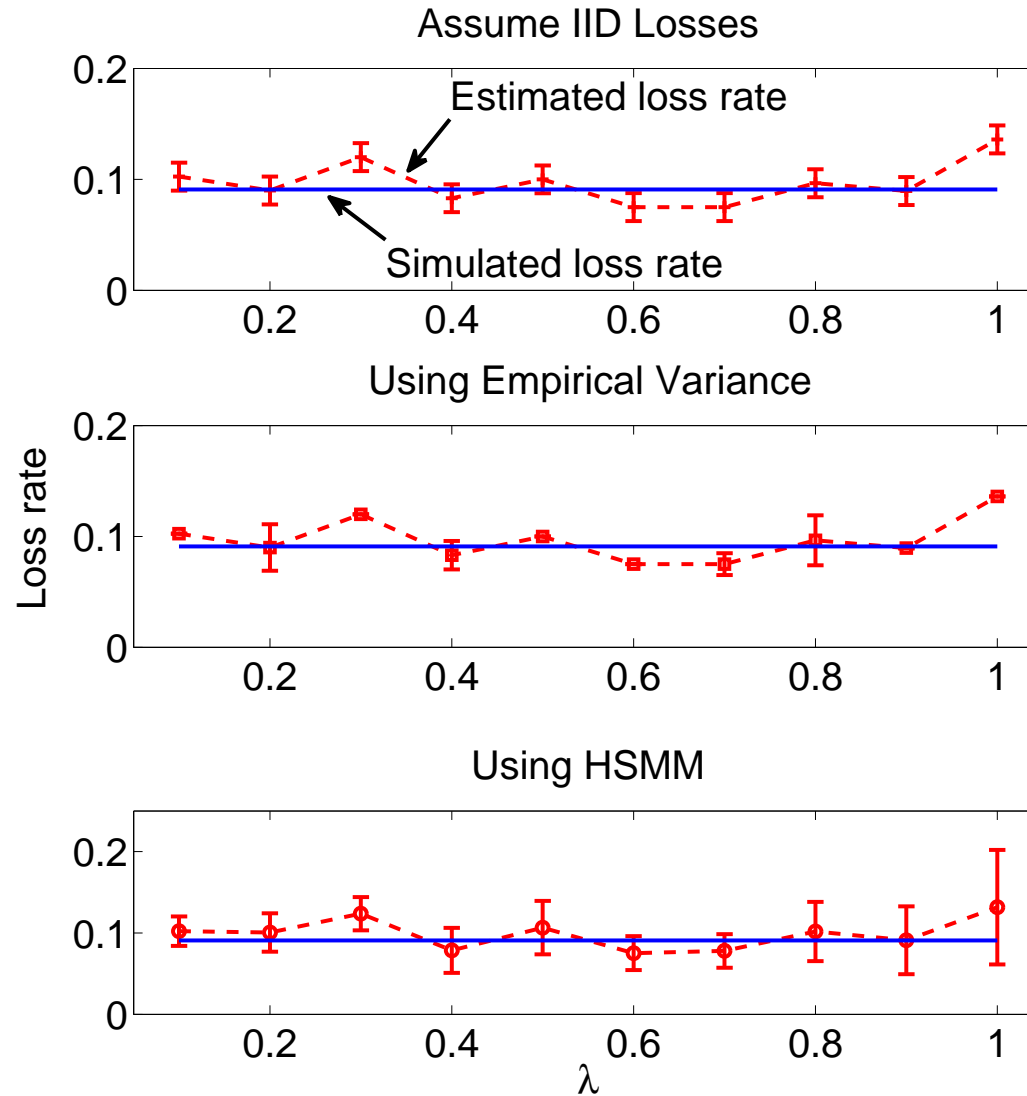 Assume IID Losses
0.2
Estimated loss rate
0.1
Simulated loss rate
0
0.2 0.4 0.6 0.8 1
Using Empirical Variance
0.2
0.1
0
0.2 0.4 0.6 0.8 1
Loss rate
Using HSMM
0.2
0.1
0
0.2 0.4 0.6 0.8 1
λ